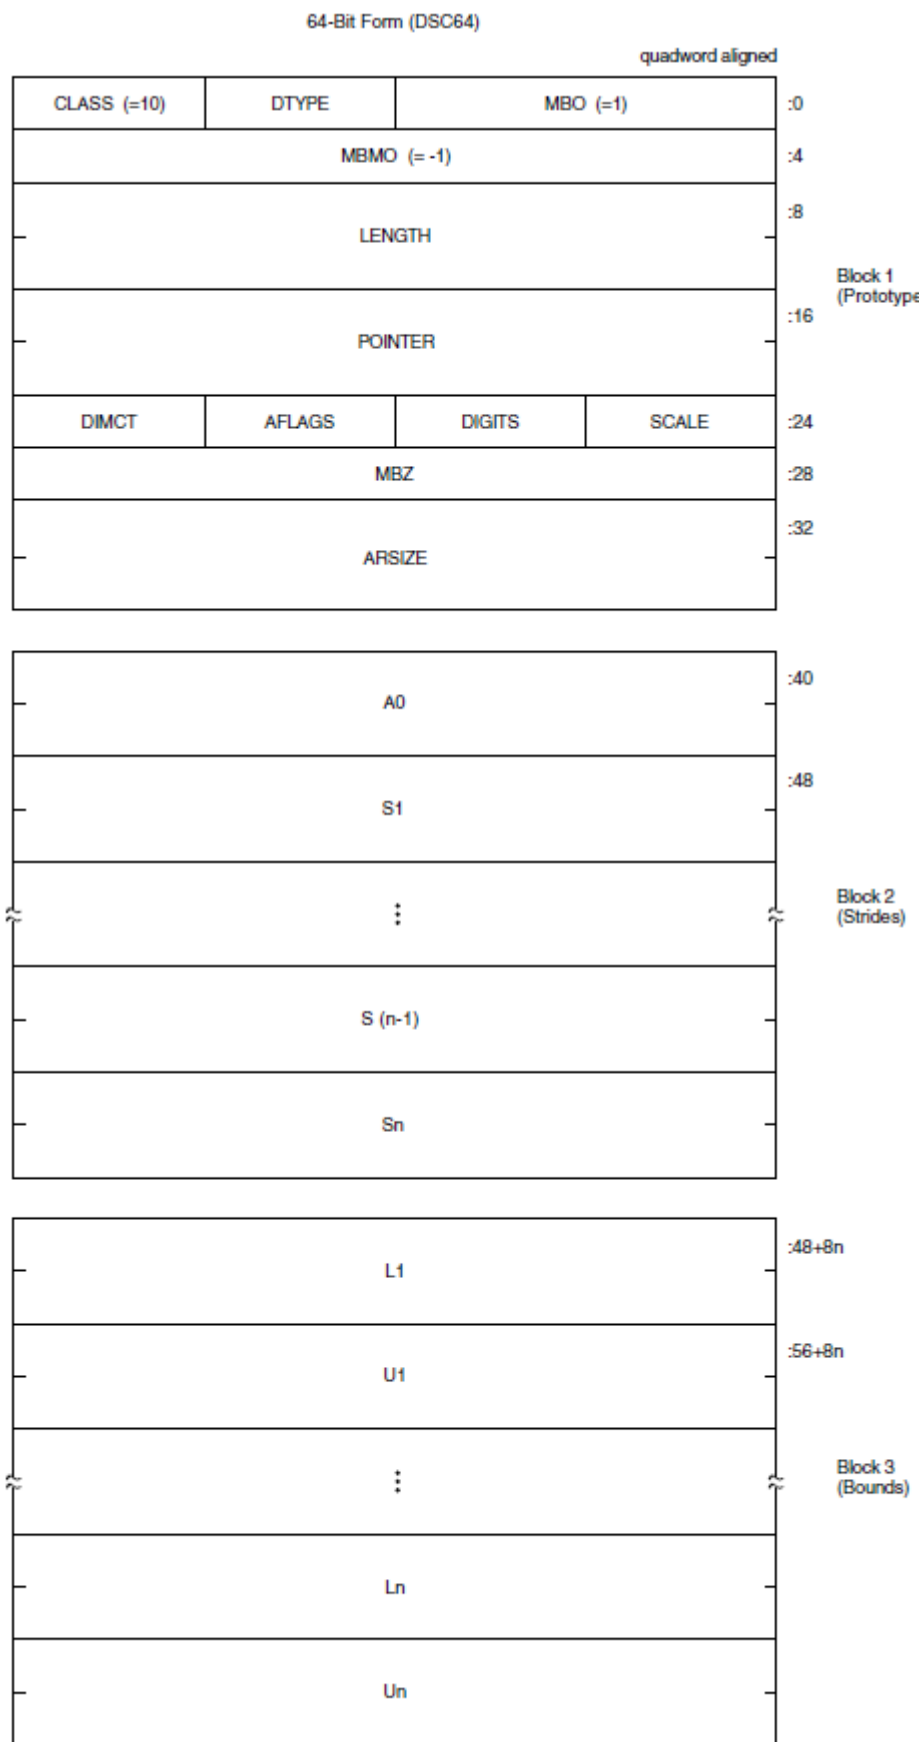 64-Bit Form (DSC64)
quadword aligned
CLASS (=10) DTYPE MBO (=1) :0
MBMO (= -1) :4
:8
LENGTH
Block 1
(Prototype
:16
POINTER
DIMCT AFLAGS DIGITS SCALE :24
MBZ :28
:32
ARSIZE
:40
A0
:48
S1
Block 2
(Strides)
S (n-1)
Sn
:48+8n
L1
:56+8n
U1
Block 3
(Bounds)
Ln
Un